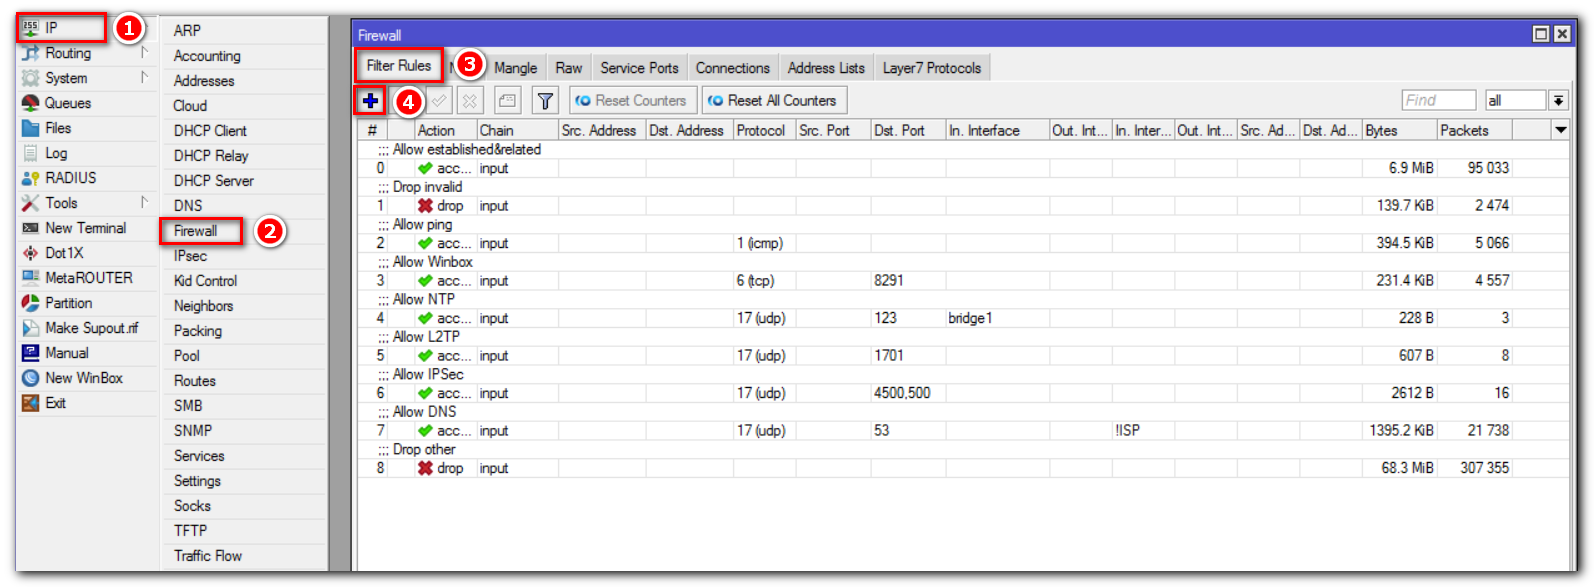 IP
1
Routing
System
Queues
Files
Log
RADIUS
Tools
New Terminal
Dot1X
MetaROUTER
Partition
Make Supout.rif
Manual
New WinBox
Exit
ARP
Accounting
Addresses
Cloud
DHCP Client
DHCP Relay
DHCP Server
DNS
Firewall
2
IPsec
Kid Control
Neighbors
Packing
Pool
Routes
SMB
SNMP
Services
Settings
Socks
TFTP
Traffic Flow
Firewall
Filter Rules 3 Mangle Raw Service Ports Connections Address Lists Layer7 Protocols
4 Reset Counters Reset All Counters Find all
# Action Chain Src. Address Dst. Address Protocol Src. Port Dst. Port In. Interface Out. Int... In. Inter... Out. Int... Src. Ad... Dst. Ad... Bytes Packets
;;; Allow established&related
0 acc... input 6.9 MiB 95 033
;;; Drop invalid
1 drop input 139.7 KiB 2 474
;;; Allow ping
2 acc... input 1 (icmp) 394.5 KiB 5 066
;;; Allow Winbox
3 acc... input 6 (tcp) 8291 231.4 KiB 4 557
;;; Allow NTP
4 acc... input 17 (udp) 123 bridge1 228 B 3
;;; Allow L2TP
5 acc... input 17 (udp) 1701 607 B 8
;;; Allow IPSec
6 acc... input 17 (udp) 4500,500 2612 B 16
;;; Allow DNS
7 acc... input 17 (udp) 53 !ISP 1395.2 KiB 21 738
;;; Drop other
8 drop input 68.3 MiB 307 355